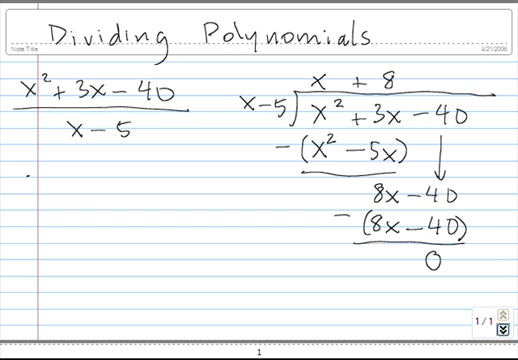 Dividing Polynomials
Note Title
4/21/2008
x² + 3x - 40
x - 5
x + 8
x - 5 ) x² + 3x - 40
- (x² - 5x)
8x - 40
- (8x - 40)
0
1 / 1
1